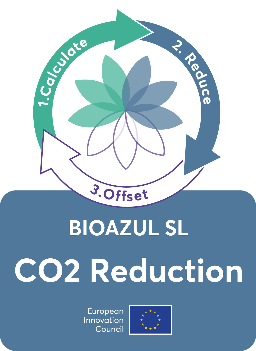 1.Calculate
2. Reduce
3.Offset
BIOAZUL SL
CO2 Reduction
European
Innovation
Council